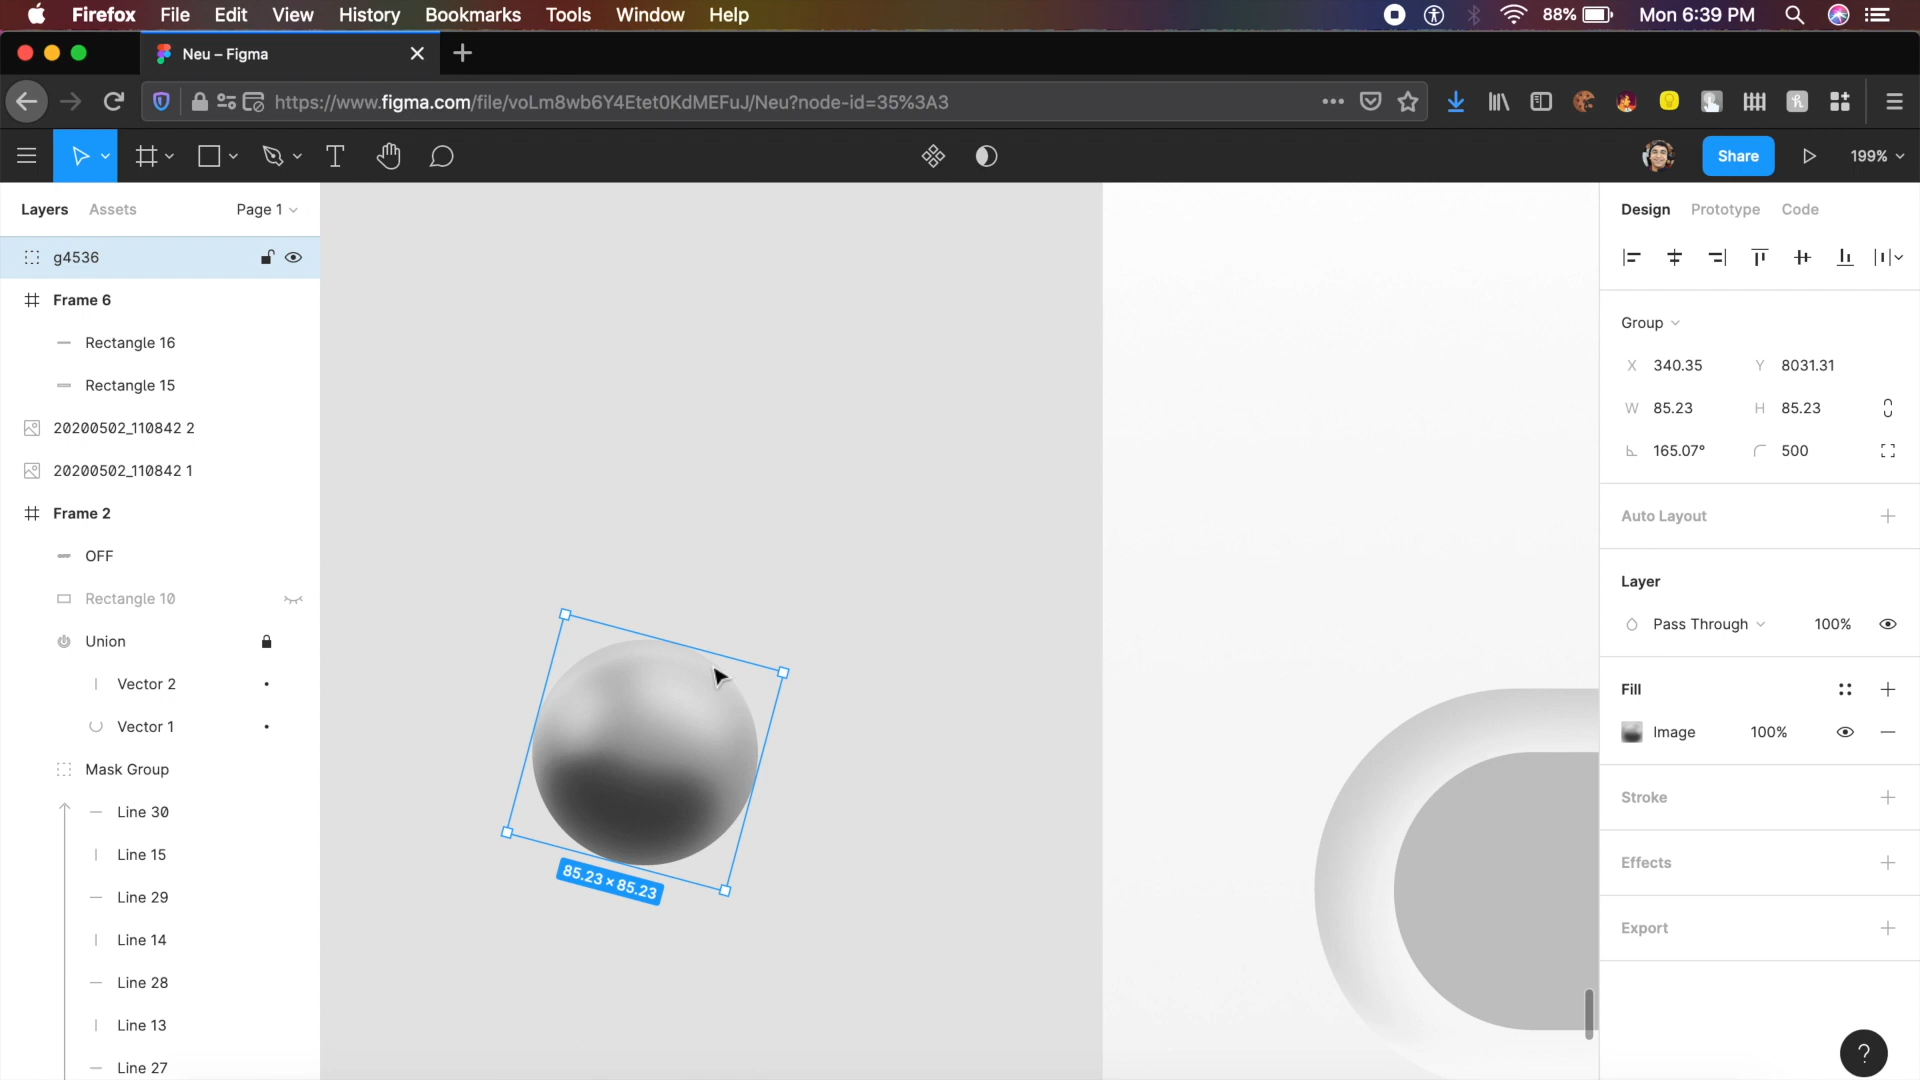 Firefox File Edit View History Bookmarks Tools Window Help 88% Mon 6:39 PM
Neu – Figma
https://www.figma.com/file/voLm8wb6Y4Etet0KdMEFuJ/Neu?node-id=35%3A3
Share 199%
Layers Assets Page 1
g4536
Frame 6
Rectangle 16
Rectangle 15
20200502_110842 2
20200502_110842 1
Frame 2
OFF
Rectangle 10
Union
Vector 2
Vector 1
Mask Group
Line 30
Line 15
Line 29
Line 14
Line 28
Line 13
Line 27
85.23 × 85.23
Design Prototype Code
Group
X 340.35 Y 8031.31
W 85.23 H 85.23
165.07° 500
Auto Layout
Layer
Pass Through 100%
Fill
Image 100%
Stroke
Effects
Export
?